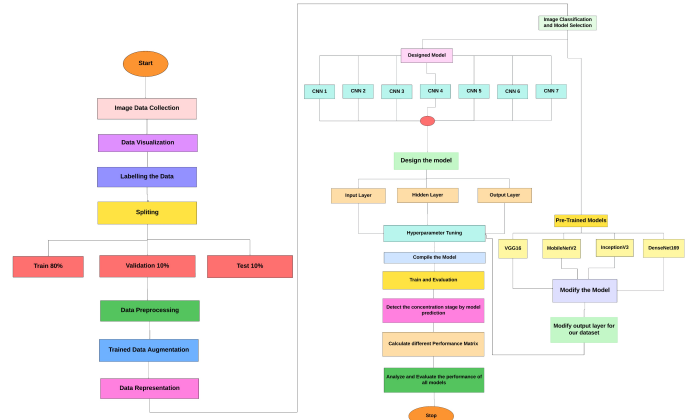 Start
Image Data Collection
Data Visualization
Labelling the Data
Spliting
Train 80%
Validation 10%
Test 10%
Data Preprocessing
Trained Data Augmentation
Data Representation
Image Classification
and Model Selection
Designed Model
CNN 1
CNN 2
CNN 3
CNN 4
CNN 5
CNN 6
CNN 7
Design the model
Input Layer
Hidden Layer
Output Layer
Hyperparameter Tuning
Compile the Model
Train and Evaluation
Detect the concentration stage by model
prediction
Calculate different Performance Matrix
Analyze and Evaluate the performance of
all models
Stop
Pre-Trained Models
VGG16
MobileNetV2
InceptionV3
DenseNet169
Modify the Model
Modify output layer for
our dataset